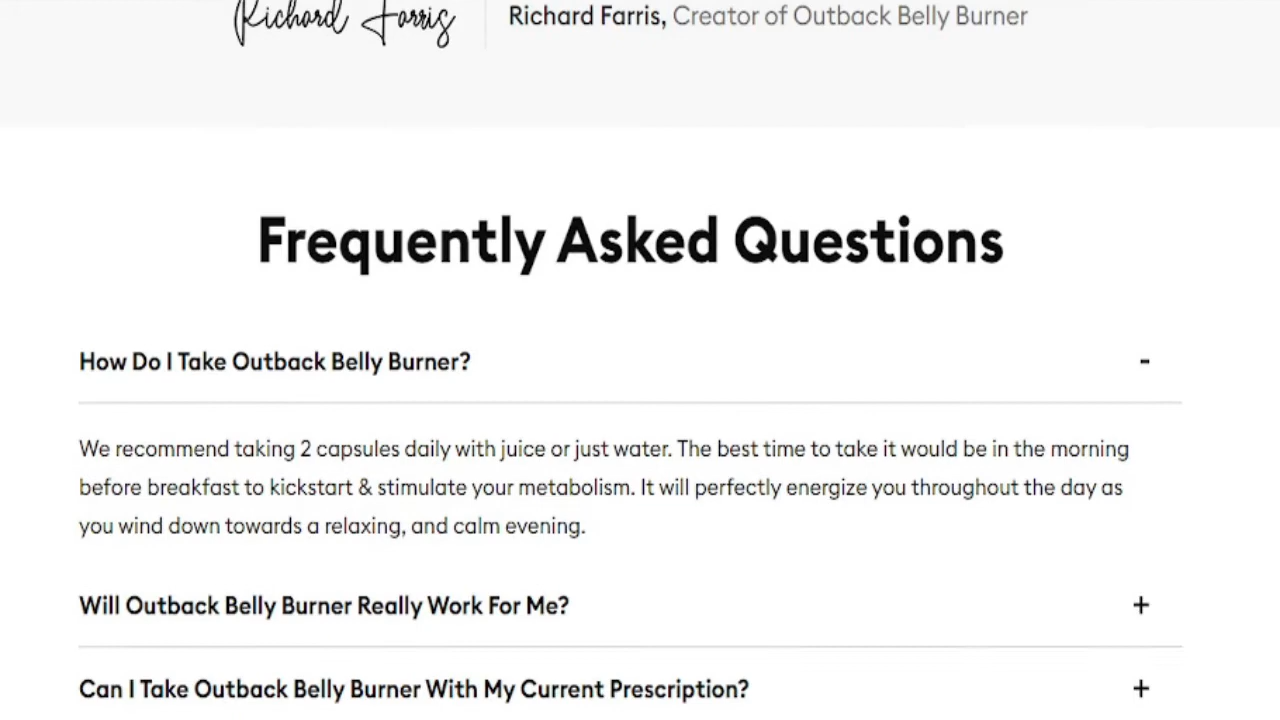 Richard Farris
Richard Farris, Creator of Outback Belly Burner
Frequently Asked Questions
How Do I Take Outback Belly Burner?
-
We recommend taking 2 capsules daily with juice or just water. The best time to take it would be in the morning
before breakfast to kickstart & stimulate your metabolism. It will perfectly energize you throughout the day as
you wind down towards a relaxing, and calm evening.
Will Outback Belly Burner Really Work For Me?
+
Can I Take Outback Belly Burner With My Current Prescription?
+